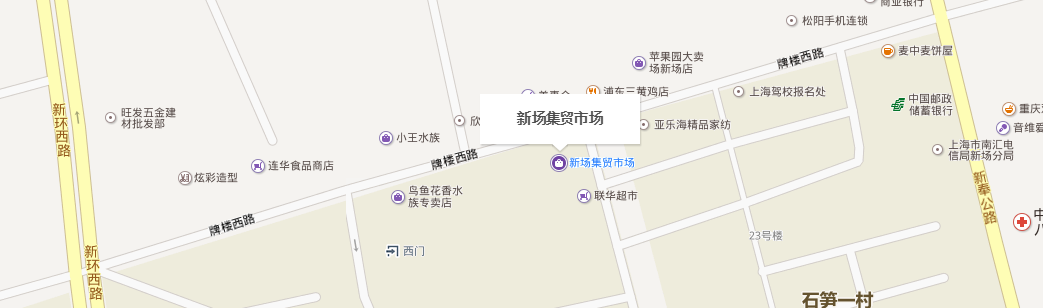 商业银行
松阳手机连锁
牌楼西路
麦中麦饼屋
苹果园大卖
场新场店
浦东三黄鸡店
上海驾校报名处
中国邮政
储蓄银行
重庆
新环西路
旺发五金建
材批发部
新场集贸市场
欣
亚乐海精品家纺
音维爱
小王水族
上海市南汇电
信局新场分局
牌楼西路
新场集贸市场
连华食品商店
炫彩造型
鸟鱼花香水
族专卖店
联华超市
新奉公路
牌楼西路
23号楼
西门
新环西路
石笋一村